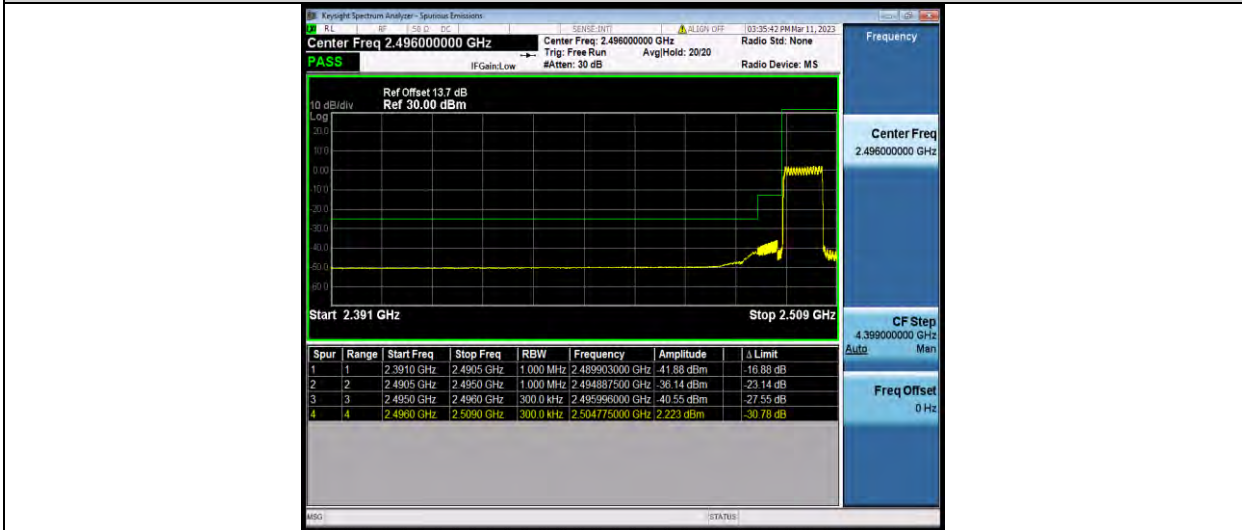 Keysight Spectrum Analyzer - Spurious Emissions
RL RF 50 Ω DC SENSE:INT ALIGN OFF 03:35:42 PM Mar 11, 2023
Center Freq 2.496000000 GHz
PASS
IFGain:Low
Center Freq: 2.496000000 GHz
Trig: Free Run Avg|Hold: 20/20
#Atten: 30 dB
Radio Std: None
Radio Device: MS
Frequency
Ref Offset 13.7 dB
10 dB/div Ref 30.00 dBm
Log
20.0
10.0
0.00
-10.0
-20.0
-30.0
-40.0
-50.0
-60.0
Start 2.391 GHz Stop 2.509 GHz
Center Freq
2.496000000 GHz
CF Step
4.399000000 GHz
Auto Man
Freq Offset
0 Hz
Spur Range Start Freq Stop Freq RBW Frequency Amplitude Δ Limit
1 1 2.3910 GHz 2.4905 GHz 1.000 MHz 2.489903000 GHz -41.88 dBm -16.88 dB
2 2 2.4905 GHz 2.4950 GHz 1.000 MHz 2.494887500 GHz -36.14 dBm -23.14 dB
3 3 2.4950 GHz 2.4960 GHz 300.0 kHz 2.495996000 GHz -40.55 dBm -27.55 dB
4 4 2.4960 GHz 2.5090 GHz 300.0 kHz 2.504775000 GHz 2.223 dBm -30.78 dB
MSG STATUS